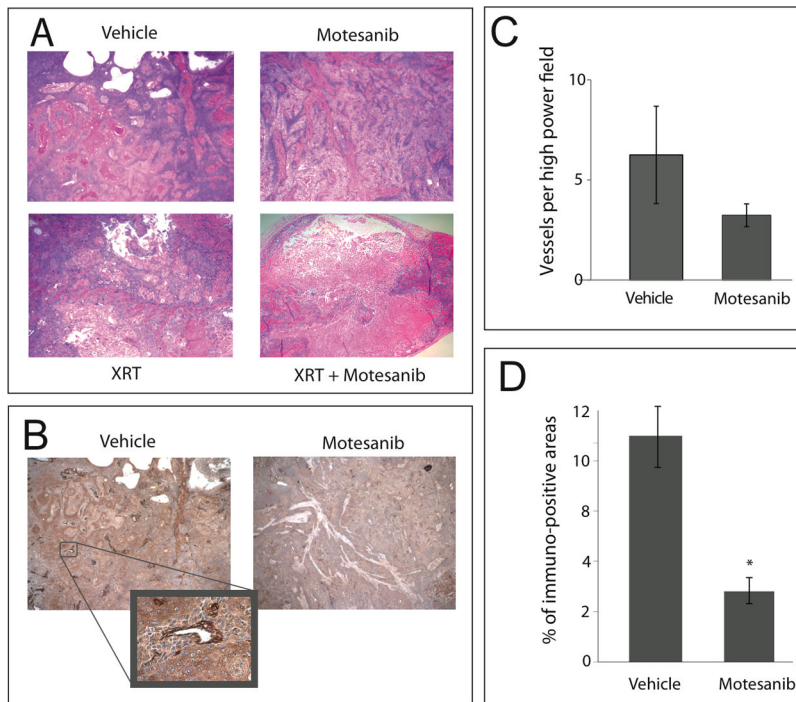 A
Vehicle
Motesanib
XRT
XRT + Motesanib
B
Vehicle
Motesanib
C
Vessels per high power field
10
5
0
Vehicle
Motesanib
D
% of immuno-positive areas
12
10
8
4
2
0
*
Vehicle
Motesanib